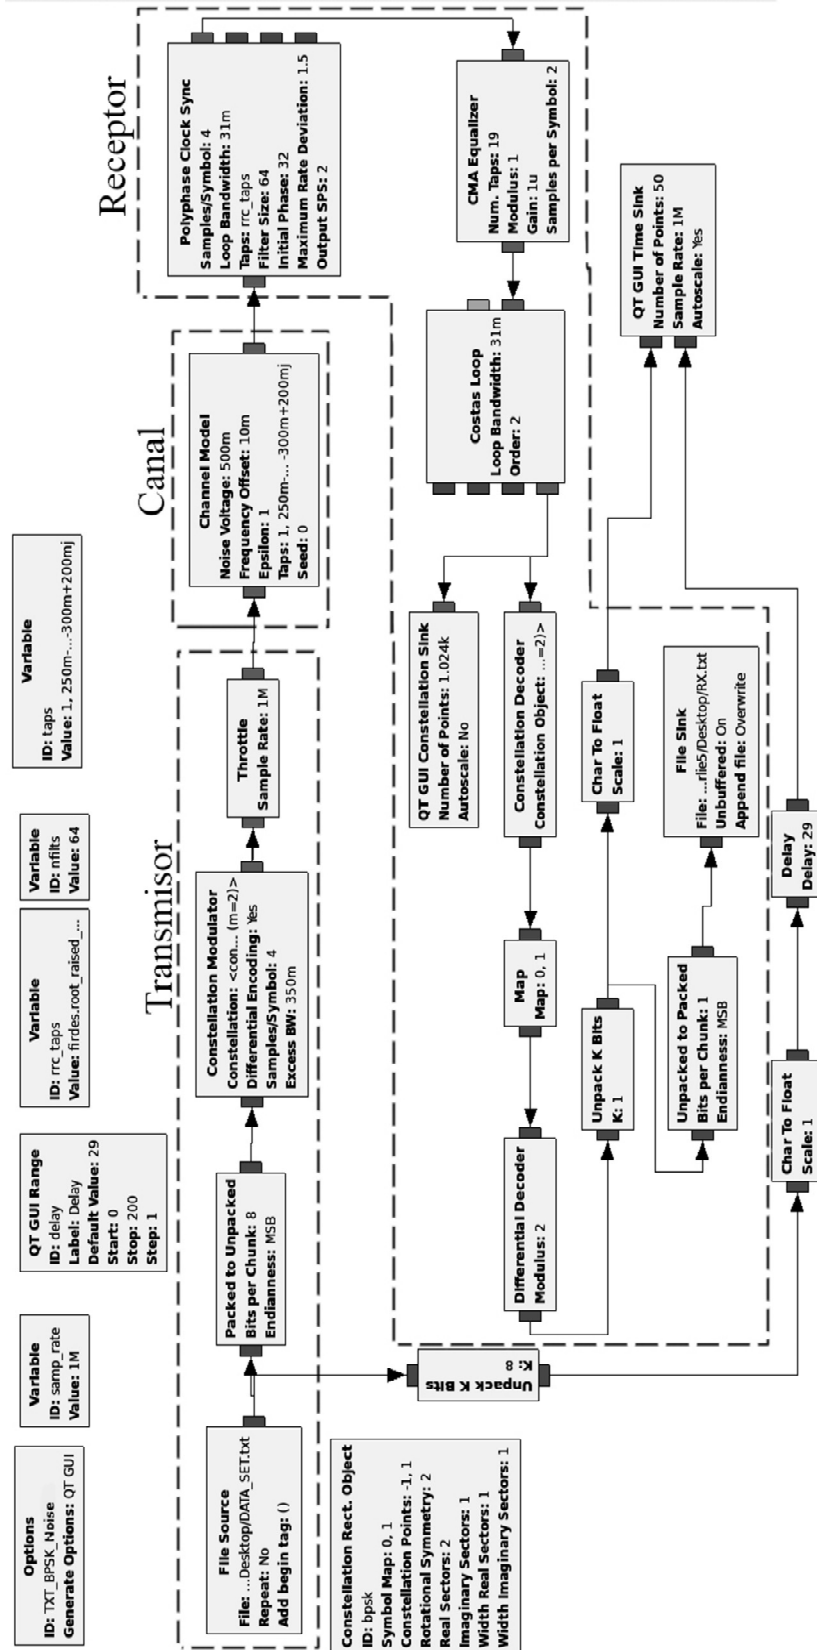 Options
ID: TXT_BPSK_Noise
Generate Options: QT GUI
Variable
ID: samp_rate
Value: 1M
QT GUI Range
ID: delay
Label: Delay
Default Value: 29
Start: 0
Stop: 200
Step: 1
Variable
ID: rrc_taps
Value: firdes.root_raised_...
Variable
ID: nfilts
Value: 64
Variable
ID: taps
Value: 1, 250m-...-300m+200mj
Transmisor
File Source
File: ...Desktop/DATA_SET.txt
Repeat: No
Add begin tag: ()
Packed to Unpacked
Bits per Chunk: 8
Endianness: MSB
Constellation Modulator
Constellation: <con... (m=2)>
Differential Encoding: Yes
Samples/Symbol: 4
Excess BW: 350m
Throttle
Sample Rate: 1M
Canal
Channel Model
Noise Voltage: 500m
Frequency Offset: 10m
Epsilon: 1
Taps: 1, 250m-... -300m+200mj
Seed: 0
Receptor
Polyphase Clock Sync
Samples/Symbol: 4
Loop Bandwidth: 31m
Taps: rrc_taps
Filter Size: 64
Initial Phase: 32
Maximum Rate Deviation: 1.5
Output SPS: 2
CMA Equalizer
Num. Taps: 19
Modulus: 1
Gain: 1u
Samples per Symbol: 2
Costas Loop
Loop Bandwidth: 31m
Order: 2
QT GUI Constellation Sink
Number of Points: 1.024k
Autoscale: No
Constellation Decoder
Constellation Object: ...=2)>
Map
Map: 0, 1
Differential Decoder
Modulus: 2
Unpack K Bits
K: 1
Char To Float
Scale: 1
Unpacked to Packed
Bits per Chunk: 1
Endianness: MSB
File Sink
File: ...rlie5/Desktop/RX.txt
Unbuffered: On
Append file: Overwrite
QT GUI Time Sink
Number of Points: 50
Sample Rate: 1M
Autoscale: Yes
Constellation Rect. Object
ID: bpsk
Symbol Map: 0, 1
Constellation Points: -1, 1
Rotational Symmetry: 2
Real Sectors: 2
Imaginary Sectors: 1
Width Real Sectors: 1
Width Imaginary Sectors: 1
Unpack K Bits
K: 8
Char To Float
Scale: 1
Delay
Delay: 29